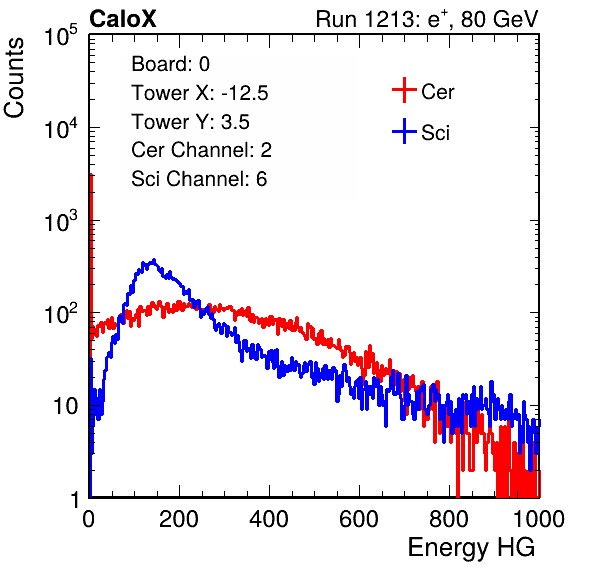 CaloX Run 1213: e⁺, 80 GeV
Counts
Board: 0
Tower X: -12.5
Tower Y: 3.5
Cer Channel: 2
Sci Channel: 6
Cer
Sci
10⁵
10⁴
10³
10²
10
1
0 200 400 600 800 1000
Energy HG